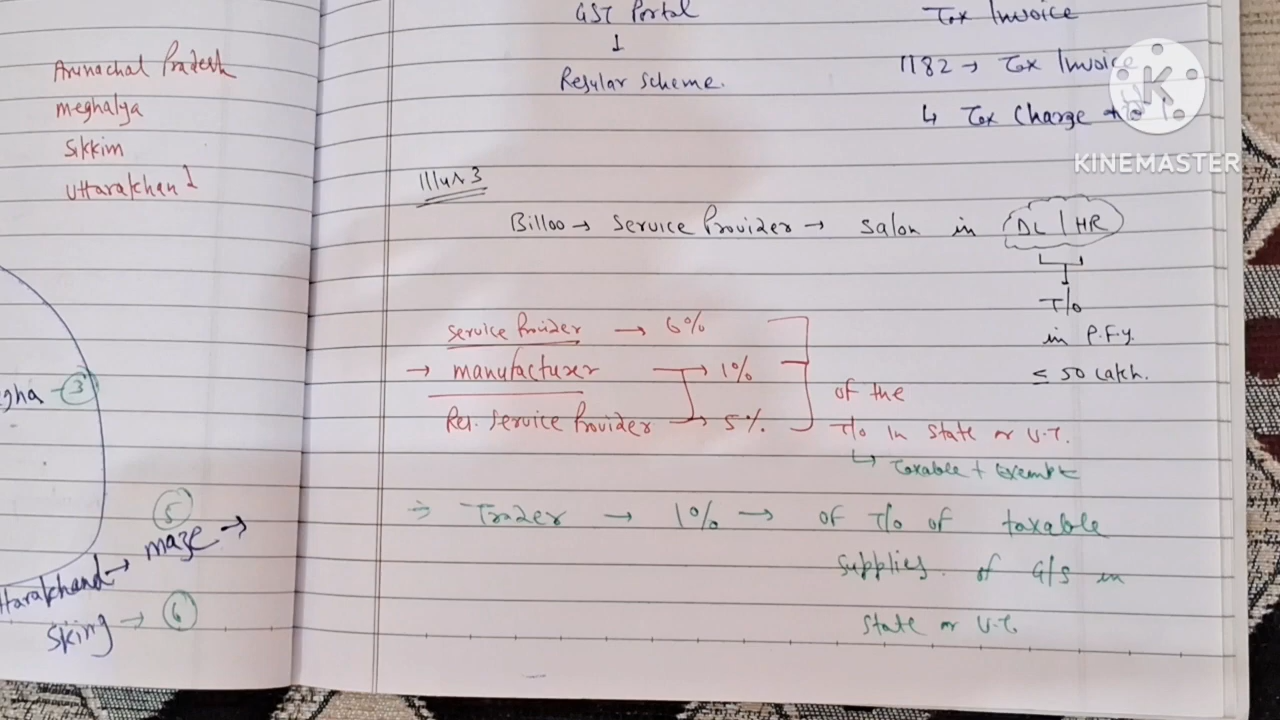 Arunachal Pradesh
meghalya
Sikkim
Uttarakhand
gha - 3
5
maze →
ttarakhand →
Sking → 6
GST Portal
↓
Regular Scheme.
Tax Invoice
1182 → Tax Invoice
↳ Tax Charge
K
KINEMASTER
Illus 3
Billoo → Service Provider → Salon in DL / HR
T/o
in P.F.Y.
≤ 50 Lakh.
Service Provider → 6%
→ manufacturer → 1%
Res. Service Provider → 5%
of the
T/o in State or U.T.
↳ Taxable + Exempt
⇒ Trader → 1% → of T/o of taxable
supplies of G/S in
State or U.T.